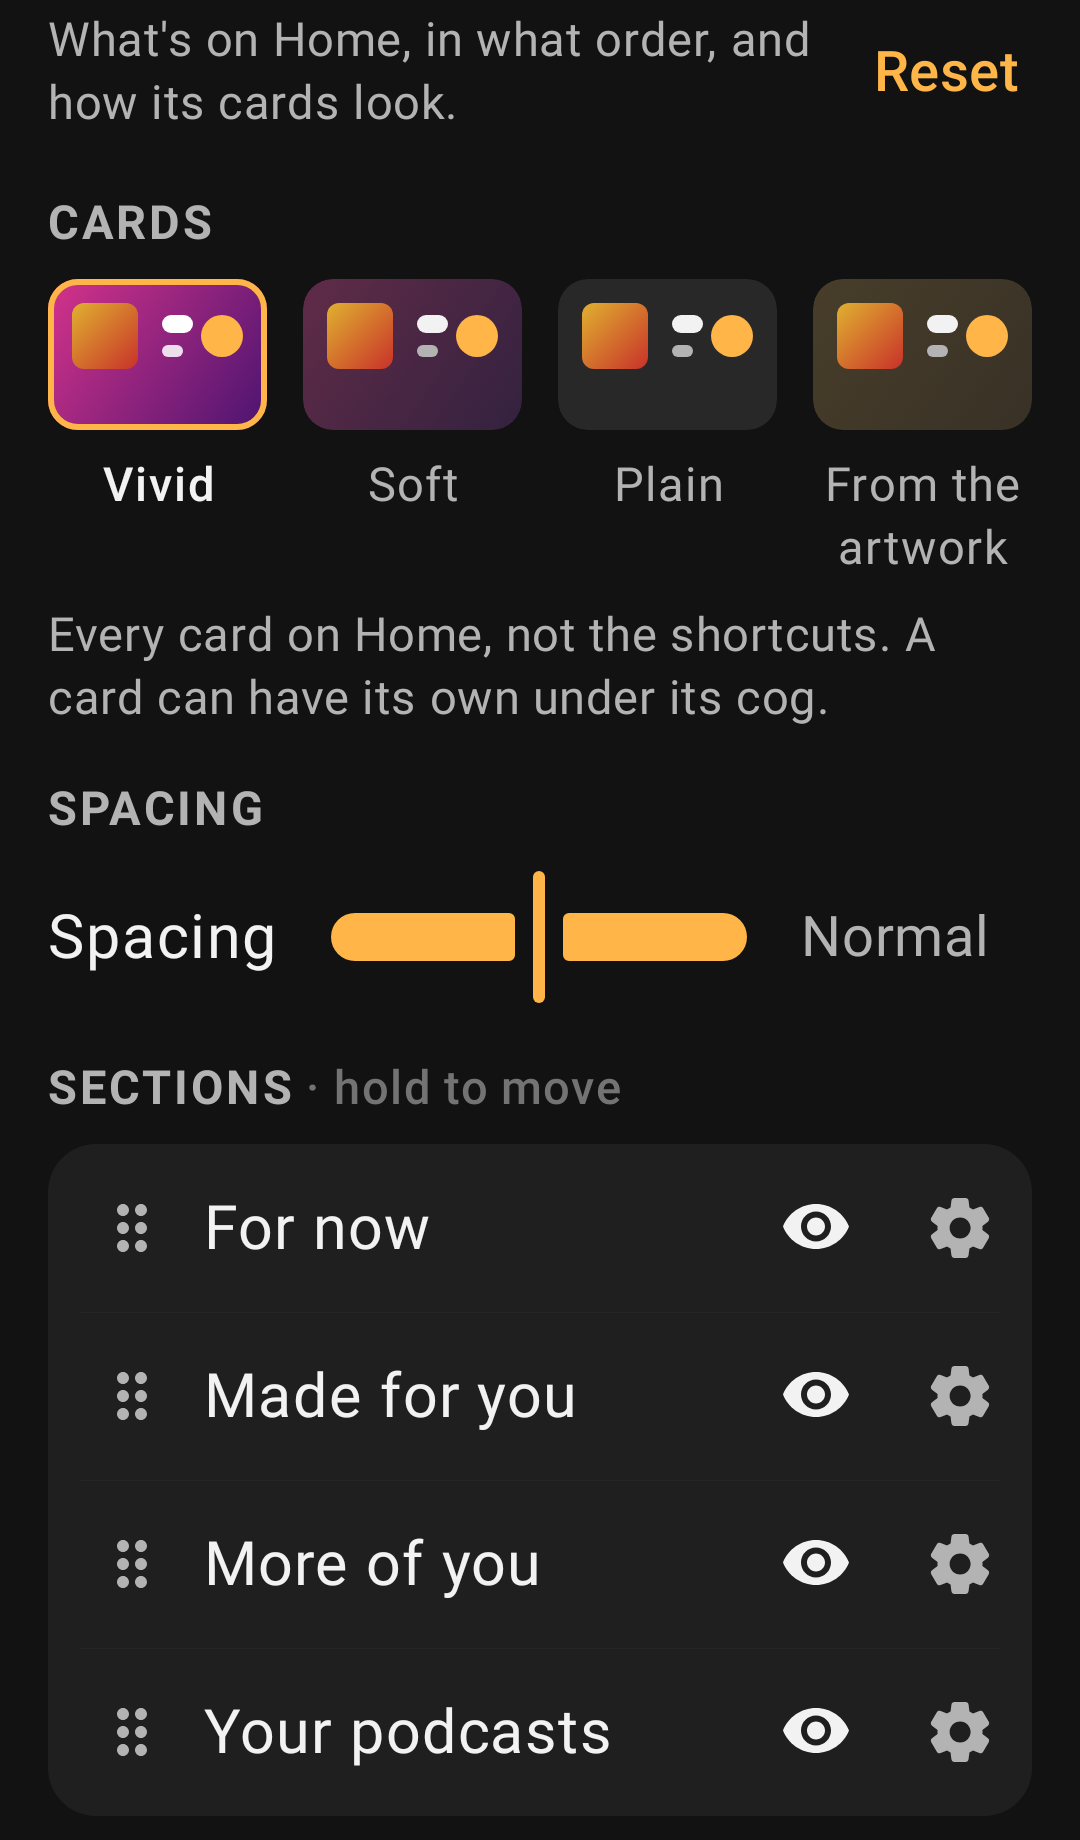 What's on Home, in what order, and
how its cards look.
Reset
CARDS
Vivid
Soft
Plain
From the
artwork
Every card on Home, not the shortcuts. A
card can have its own under its cog.
SPACING
Spacing
Normal
SECTIONS · hold to move
For now
Made for you
More of you
Your podcasts